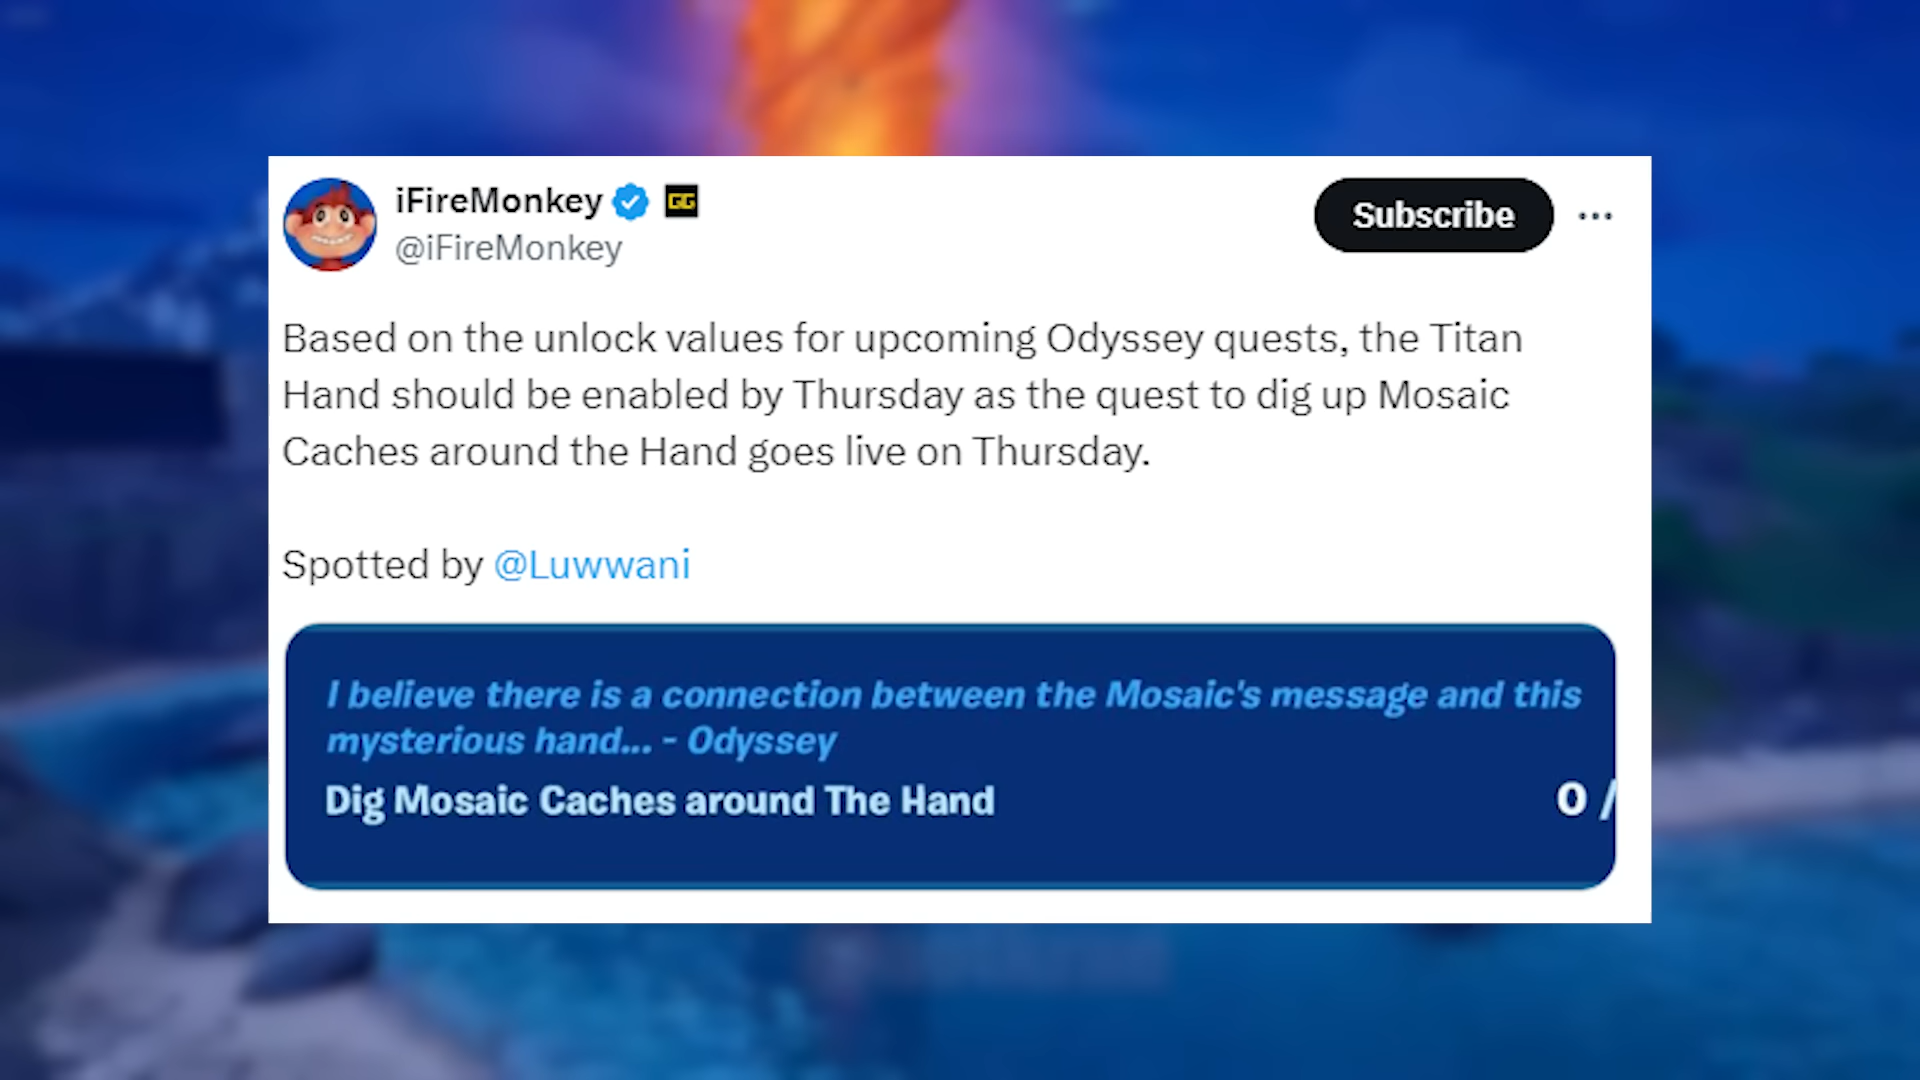 iFireMonkey GG
@iFireMonkey
Subscribe
Based on the unlock values for upcoming Odyssey quests, the Titan
Hand should be enabled by Thursday as the quest to dig up Mosaic
Caches around the Hand goes live on Thursday.
Spotted by @Luwwani
I believe there is a connection between the Mosaic's message and this
mysterious hand... - Odyssey
Dig Mosaic Caches around The Hand
0 /